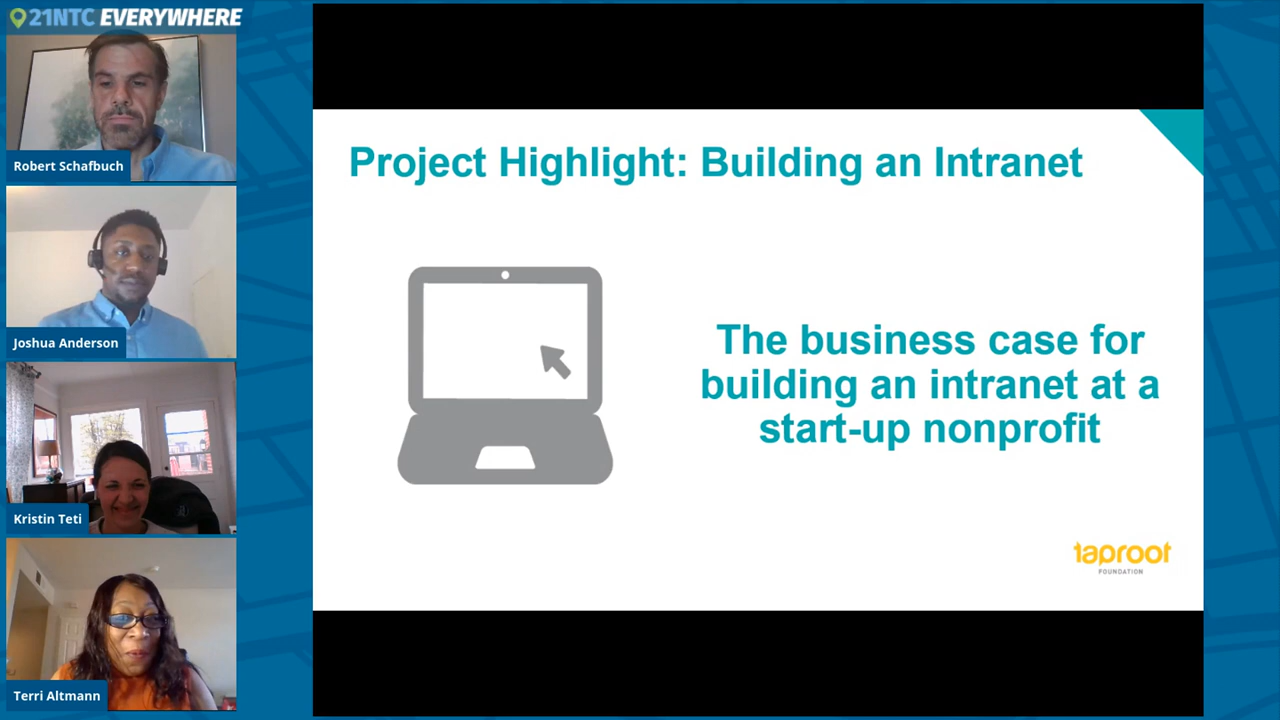 21NTC EVERYWHERE
Robert Schafbuch
Joshua Anderson
Kristin Teti
Terri Altmann
Project Highlight: Building an Intranet
The business case for
building an intranet at a
start-up nonprofit
taproot
FOUNDATION